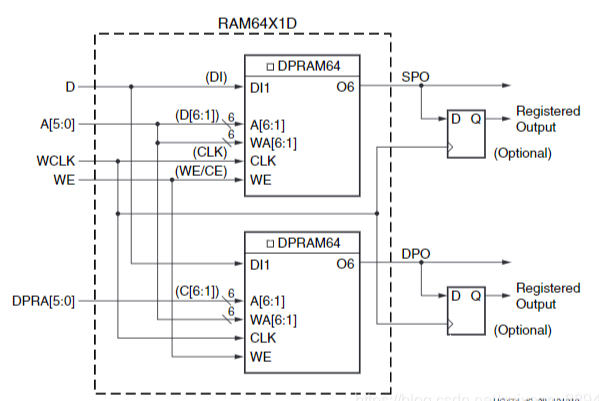 RAM64X1D
DPRAM64
D
(DI)
DI1
O6
SPO
A[5:0]
(D[6:1])
6
A[6:1]
6
WA[6:1]
D Q
Registered
Output
(Optional)
WCLK
(CLK)
CLK
WE
(WE/CE)
WE
DPRAM64
DI1
O6
DPO
DPRA[5:0]
(C[6:1])
6
A[6:1]
6
WA[6:1]
D Q
Registered
Output
(Optional)
CLK
WE